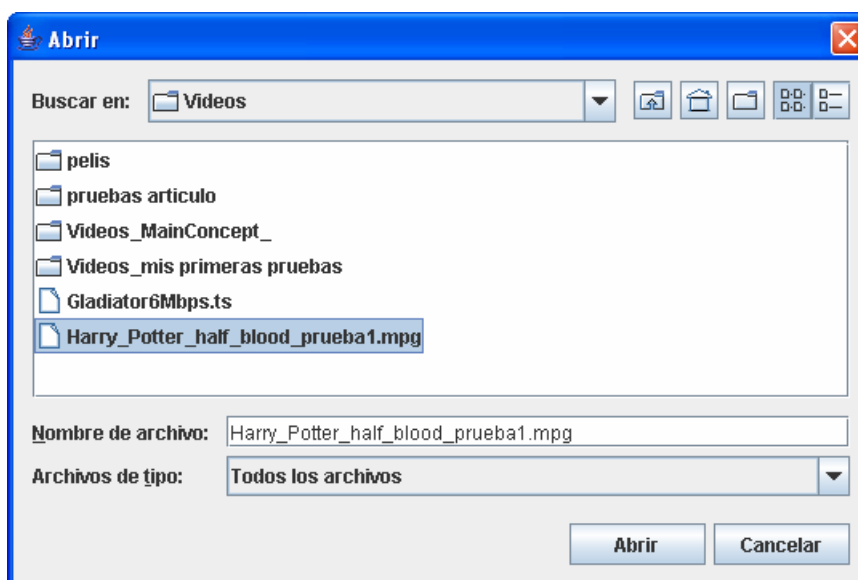 Abrir
Buscar en: Videos
pelis
pruebas articulo
Videos_MainConcept_
Videos_mis primeras pruebas
Gladiator6Mbps.ts
Harry_Potter_half_blood_prueba1.mpg
Nombre de archivo: Harry_Potter_half_blood_prueba1.mpg
Archivos de tipo: Todos los archivos
Abrir Cancelar